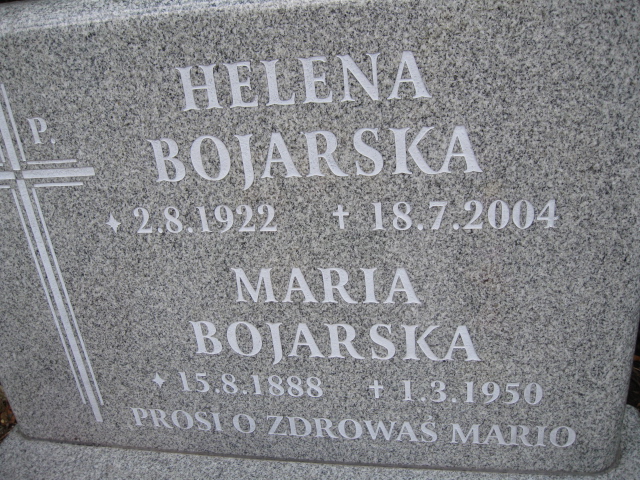 P.
HELENA
BOJARSKA
✦ 2.8.1922 ✝ 18.7.2004
MARIA
BOJARSKA
✦ 15.8.1888 ✝ 1.3.1950
PROSI O ZDROWAŚ MARIO